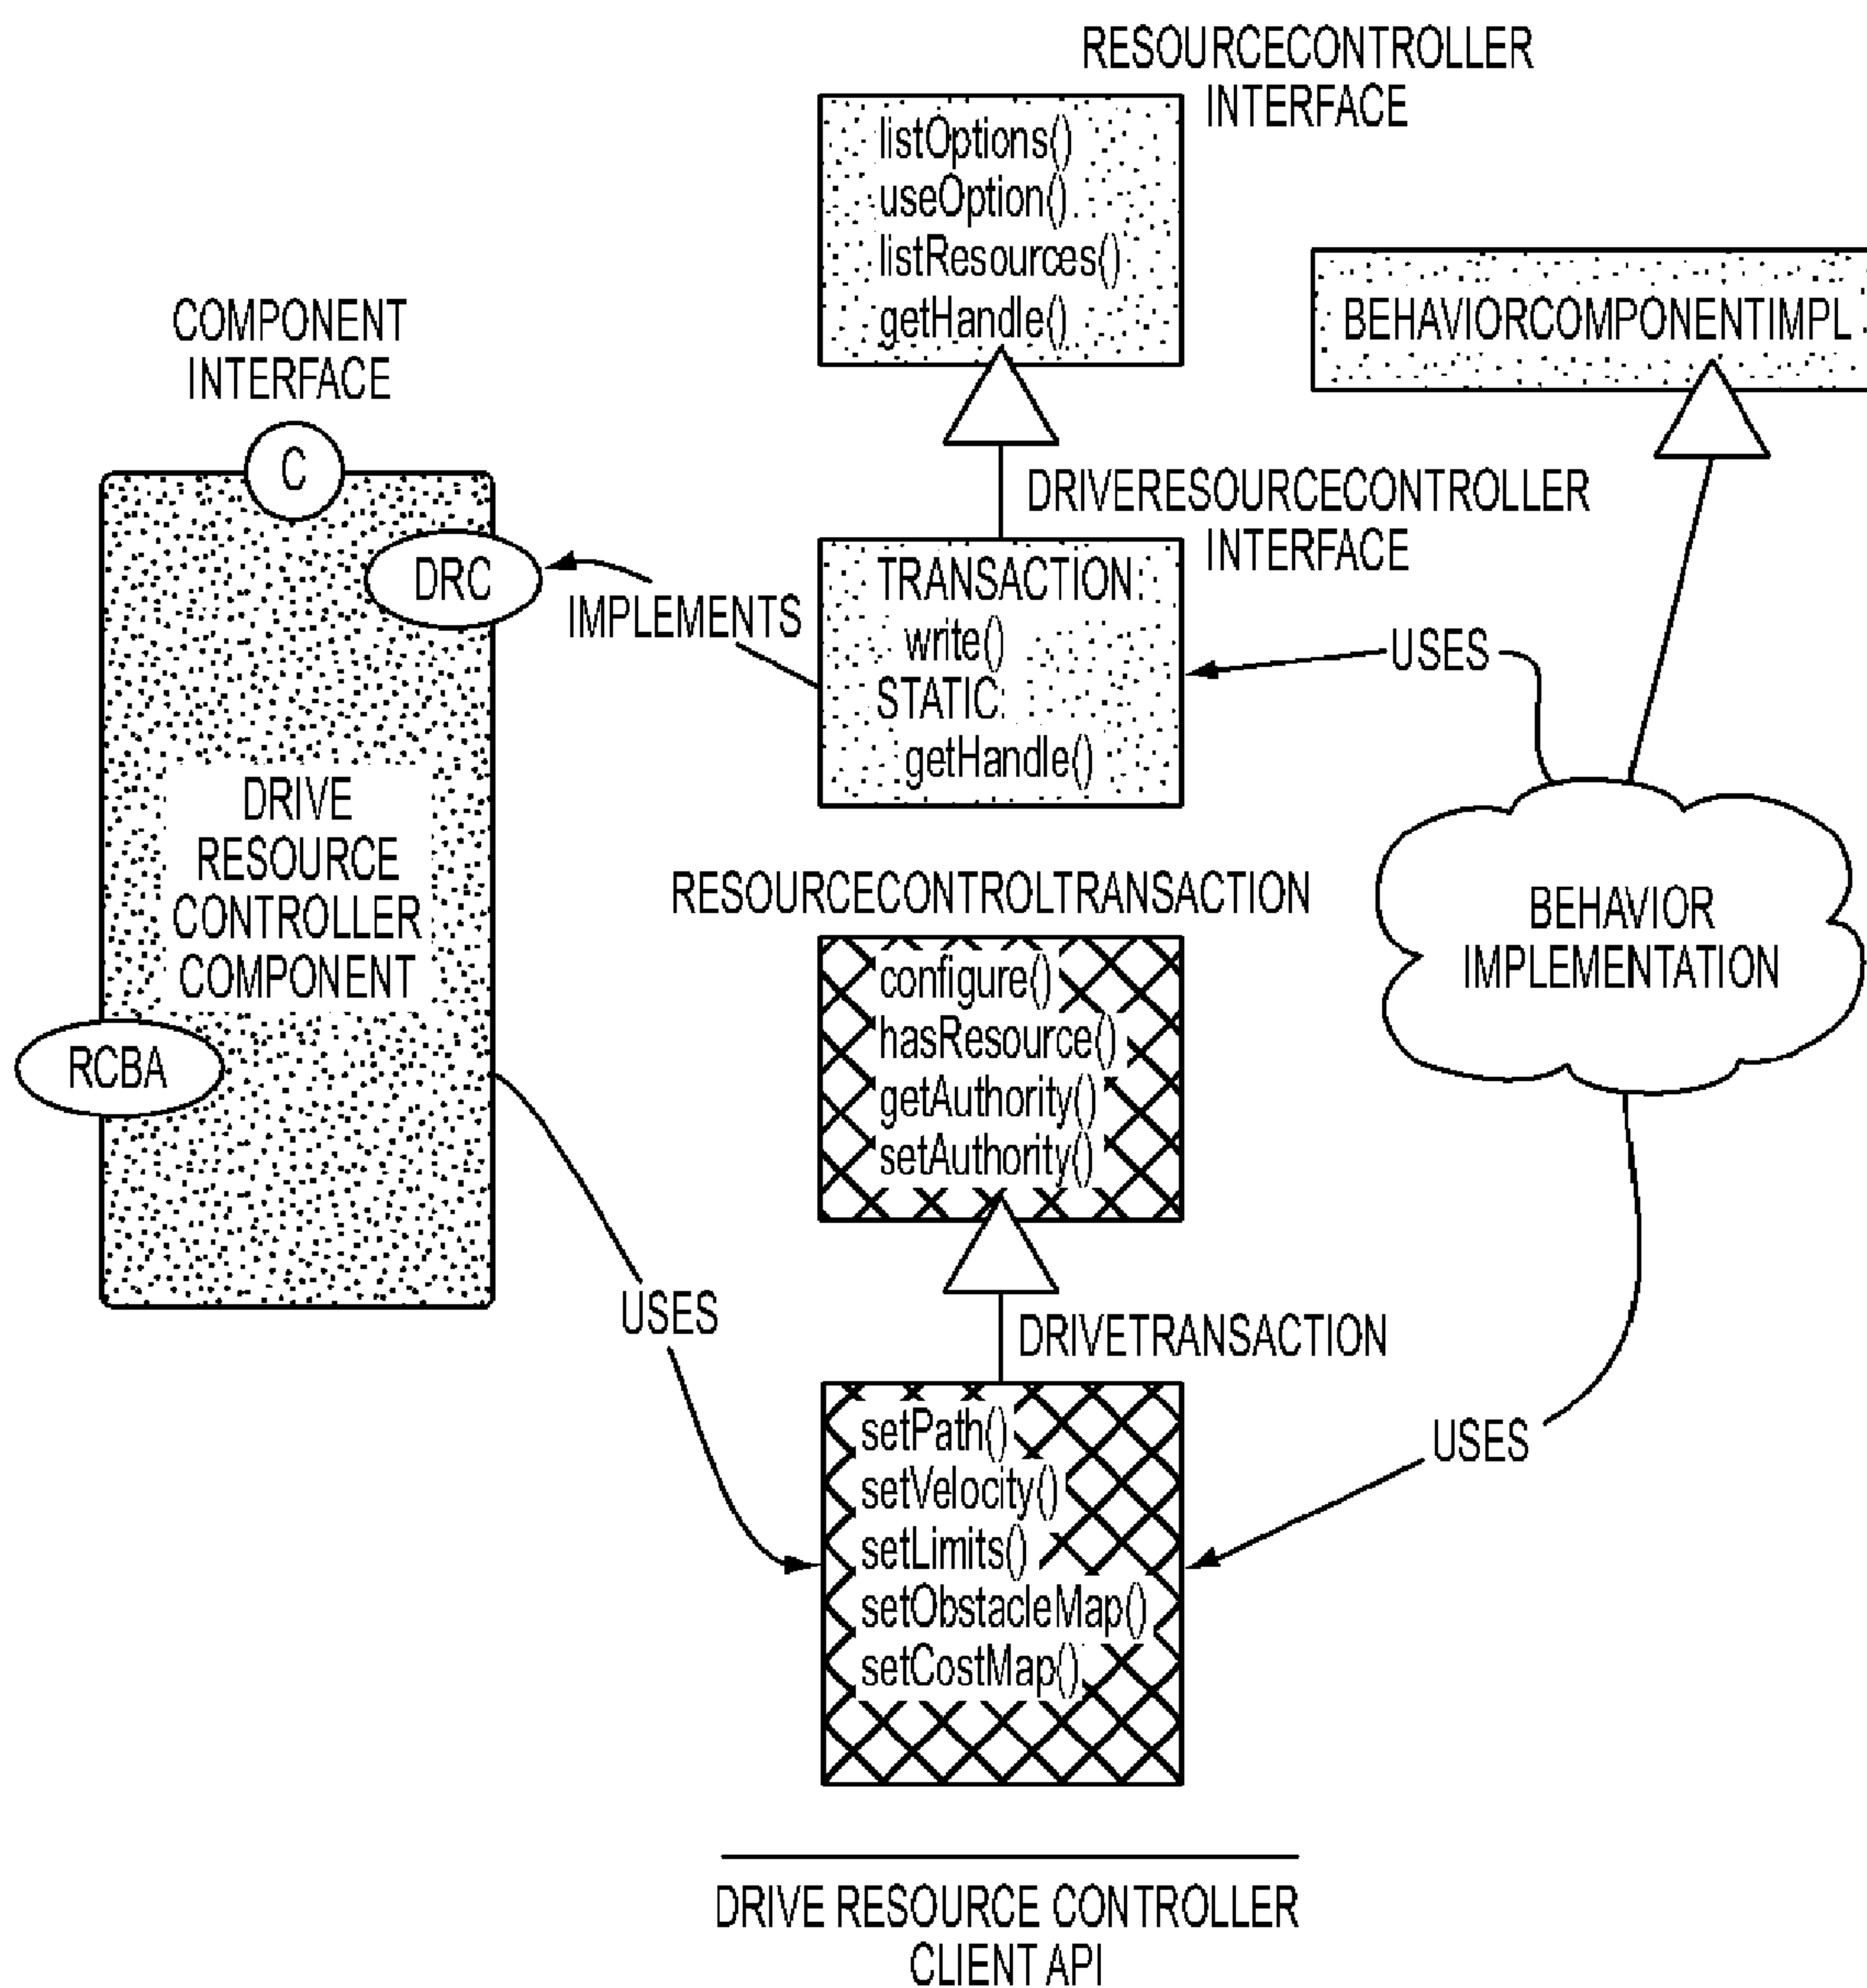 RESOURCECONTROLLER
INTERFACE
listOptions()
useOption()
listResources()
getHandle()
BEHAVIORCOMPONENTIMPL
COMPONENT
INTERFACE
C
DRC
DRIVE
RESOURCE
CONTROLLER
COMPONENT
RCBA
IMPLEMENTS
DRIVERESOURCECONTROLLER
INTERFACE
TRANSACTION:
write()
STATIC:
getHandle()
USES
BEHAVIOR
IMPLEMENTATION
RESOURCECONTROLTRANSACTION
configure()
hasResource()
getAuthority()
setAuthority()
USES
DRIVETRANSACTION
setPath()
setVelocity()
setLimits()
setObstacleMap()
setCostMap()
USES
DRIVE RESOURCE CONTROLLER
CLIENT API